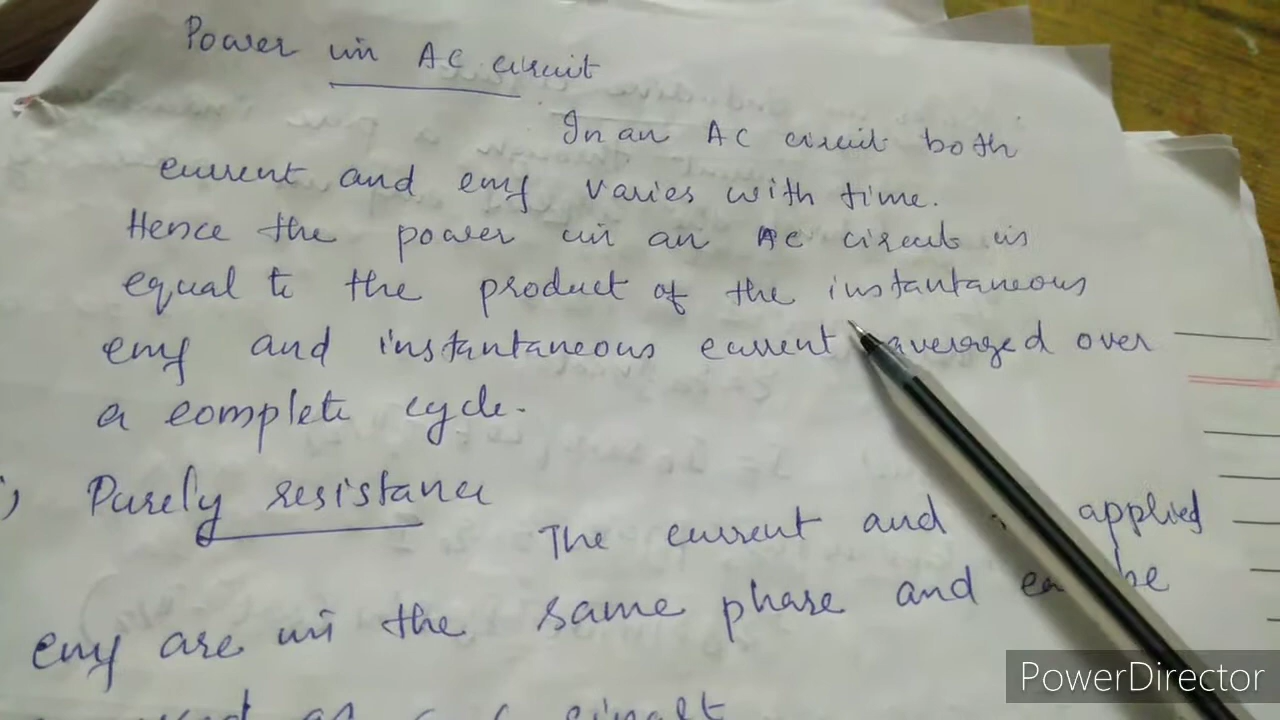 Power in AC circuit
In an AC circuit both
current and emf varies with time.
Hence the power in an AC circuit is
equal to the product of the instantaneous
emf and instantaneous current averaged over
a complete cycle.
Purely resistance
The current and applied
emf are in the same phase and be
as
PowerDirector